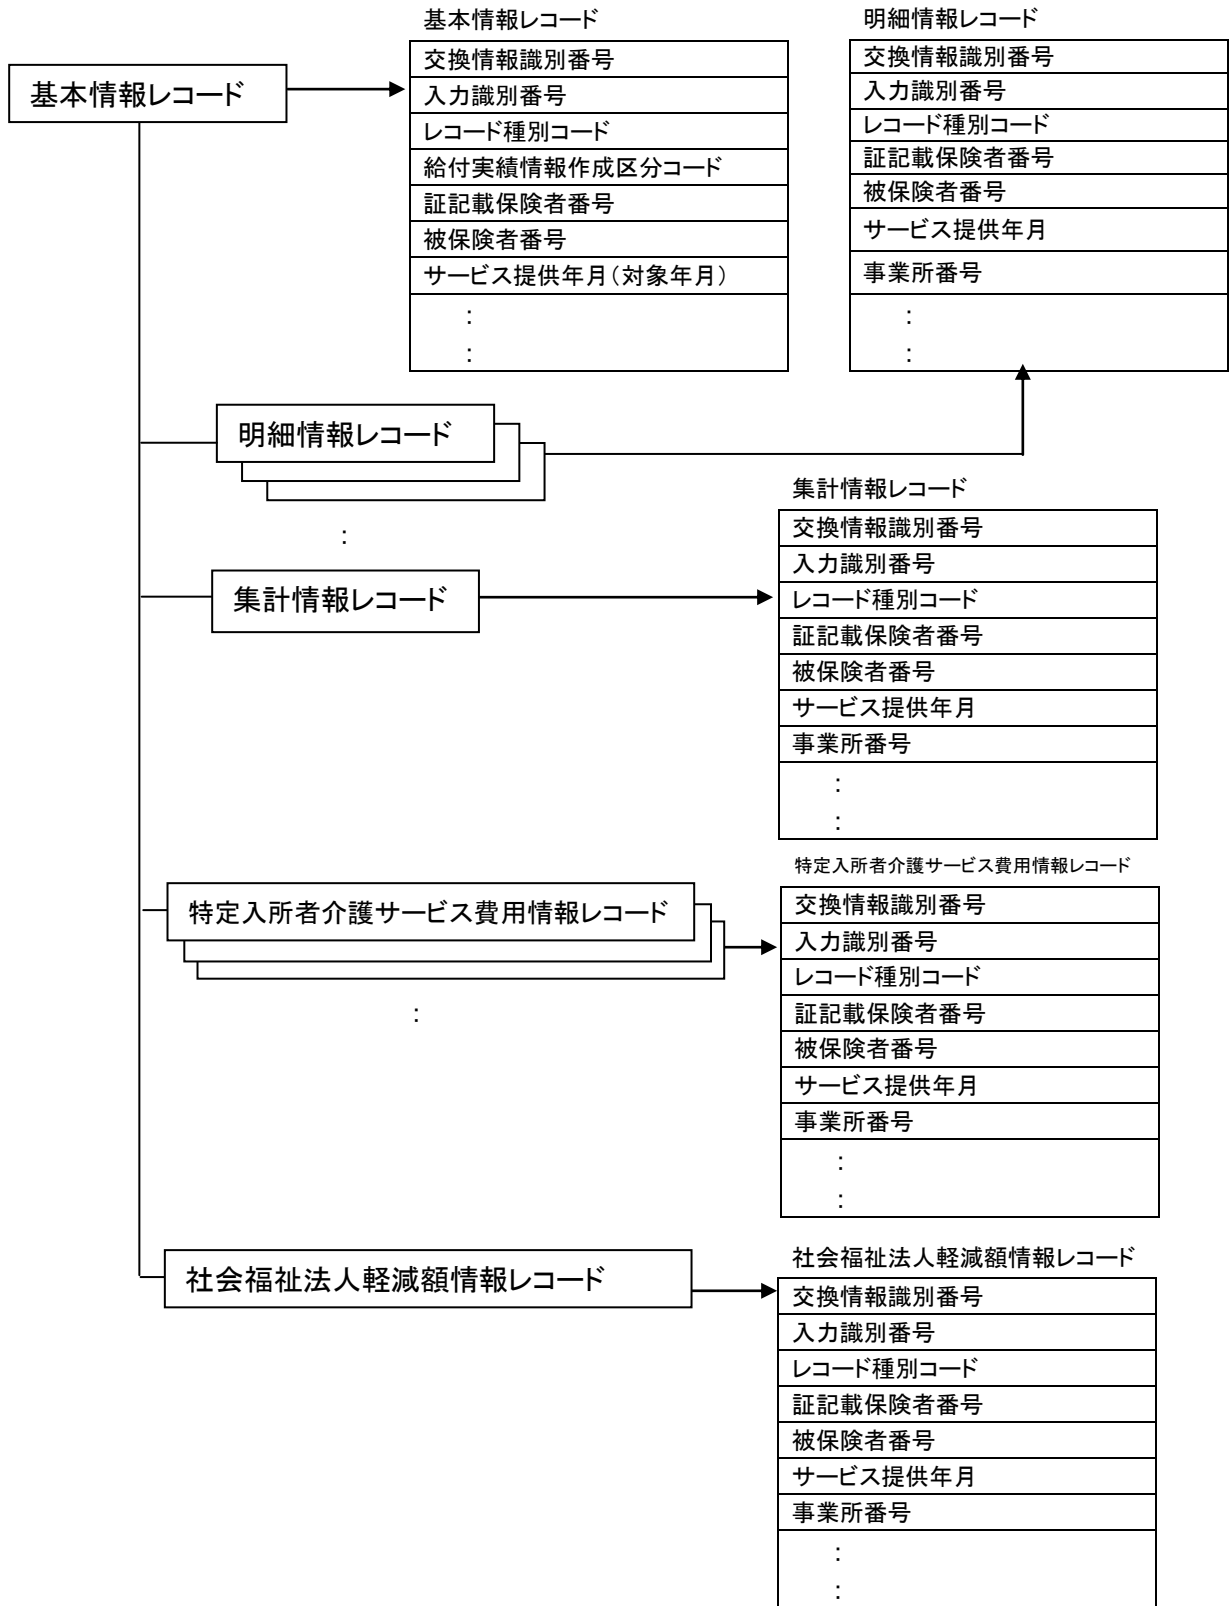 基本情報レコード
基本情報レコード
交換情報識別番号
入力識別番号
レコード種別コード
給付実績情報作成区分コード
証記載保険者番号
被保険者番号
サービス提供年月(対象年月)
:
:
明細情報レコード
交換情報識別番号
入力識別番号
レコード種別コード
証記載保険者番号
被保険者番号
サービス提供年月
事業所番号
:
:
明細情報レコード
:
集計情報レコード
集計情報レコード
交換情報識別番号
入力識別番号
レコード種別コード
証記載保険者番号
被保険者番号
サービス提供年月
事業所番号
:
:
特定入所者介護サービス費用情報レコード
:
特定入所者介護サービス費用情報レコード
交換情報識別番号
入力識別番号
レコード種別コード
証記載保険者番号
被保険者番号
サービス提供年月
事業所番号
:
:
社会福祉法人軽減額情報レコード
社会福祉法人軽減額情報レコード
交換情報識別番号
入力識別番号
レコード種別コード
証記載保険者番号
被保険者番号
サービス提供年月
事業所番号
:
: